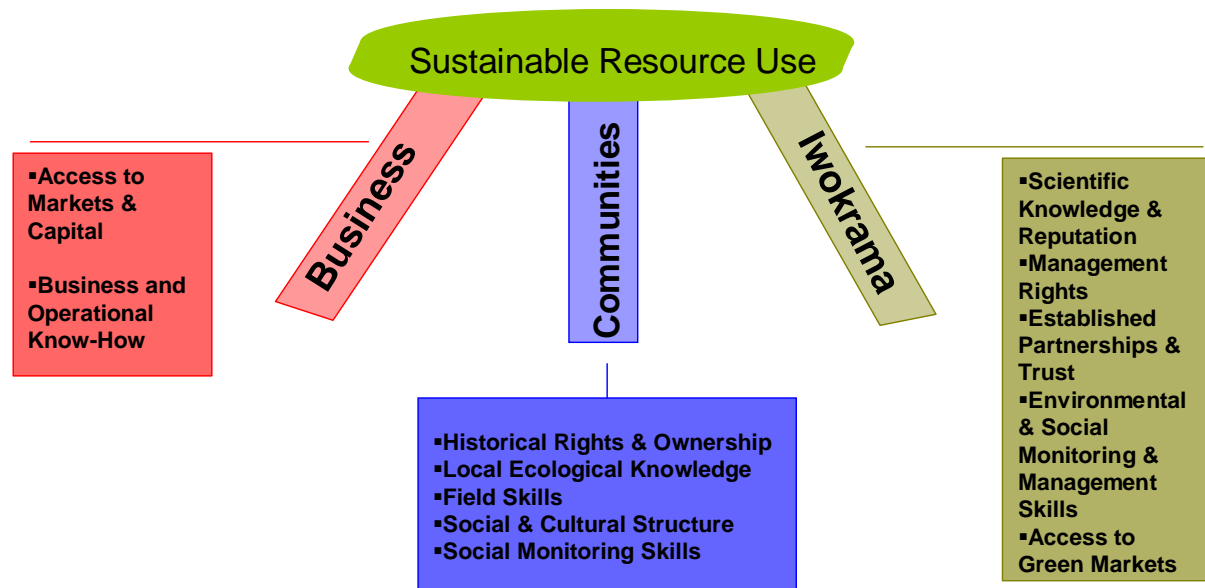 Sustainable Resource Use
Business
Communities
Iwokrama
▪Access to
Markets &
Capital
▪Business and
Operational
Know-How
▪Historical Rights & Ownership
▪Local Ecological Knowledge
▪Field Skills
▪Social & Cultural Structure
▪Social Monitoring Skills
▪Scientific
Knowledge &
Reputation
▪Management
Rights
▪Established
Partnerships &
Trust
▪Environmental
& Social
Monitoring &
Management
Skills
▪Access to
Green Markets